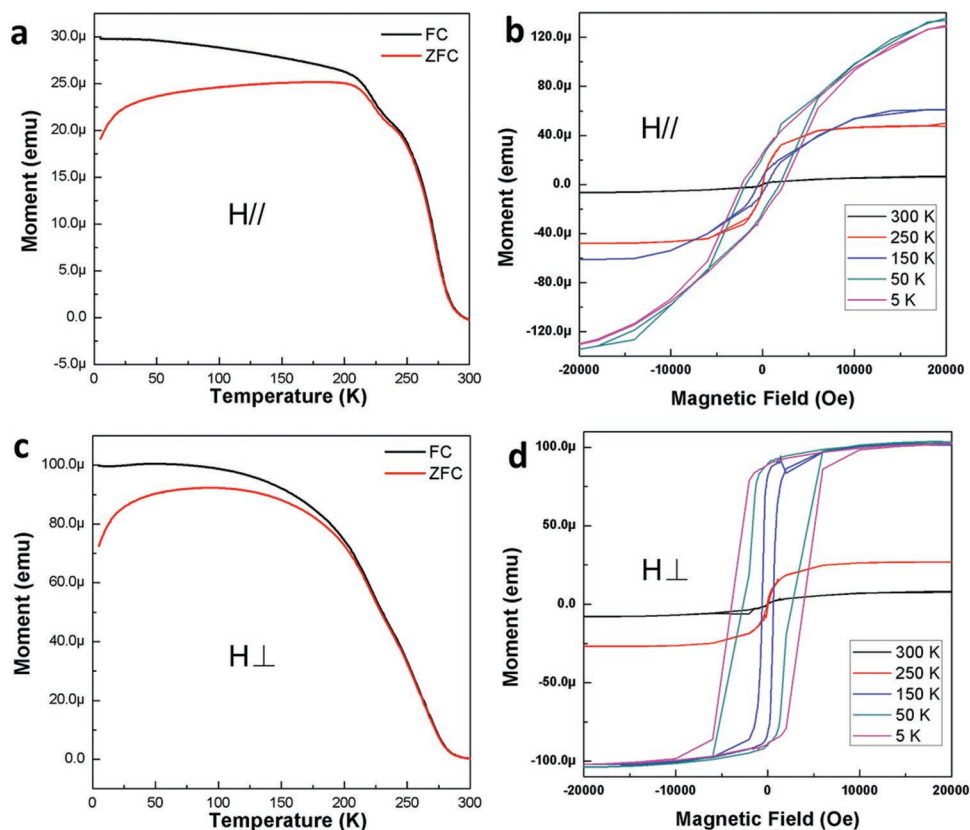 a
FC
ZFC
30.0µ
25.0µ
20.0µ
15.0µ
10.0µ
5.0µ
0.0
-5.0µ
Moment (emu)
H//
0 50 100 150 200 250 300
Temperature (K)
b
120.0µ
80.0µ
40.0µ
0.0
-40.0µ
-80.0µ
-120.0µ
Moment (emu)
H//
300 K
250 K
150 K
50 K
5 K
-20000 -10000 0 10000 20000
Magnetic Field (Oe)
c
FC
ZFC
100.0µ
80.0µ
60.0µ
40.0µ
20.0µ
0.0
Moment (emu)
H⊥
0 50 100 150 200 250 300
Temperature (K)
d
100.0µ
50.0µ
0.0
-50.0µ
-100.0µ
Moment (emu)
H⊥
300 K
250 K
150 K
50 K
5 K
-20000 -10000 0 10000 20000
Magnetic Field (Oe)